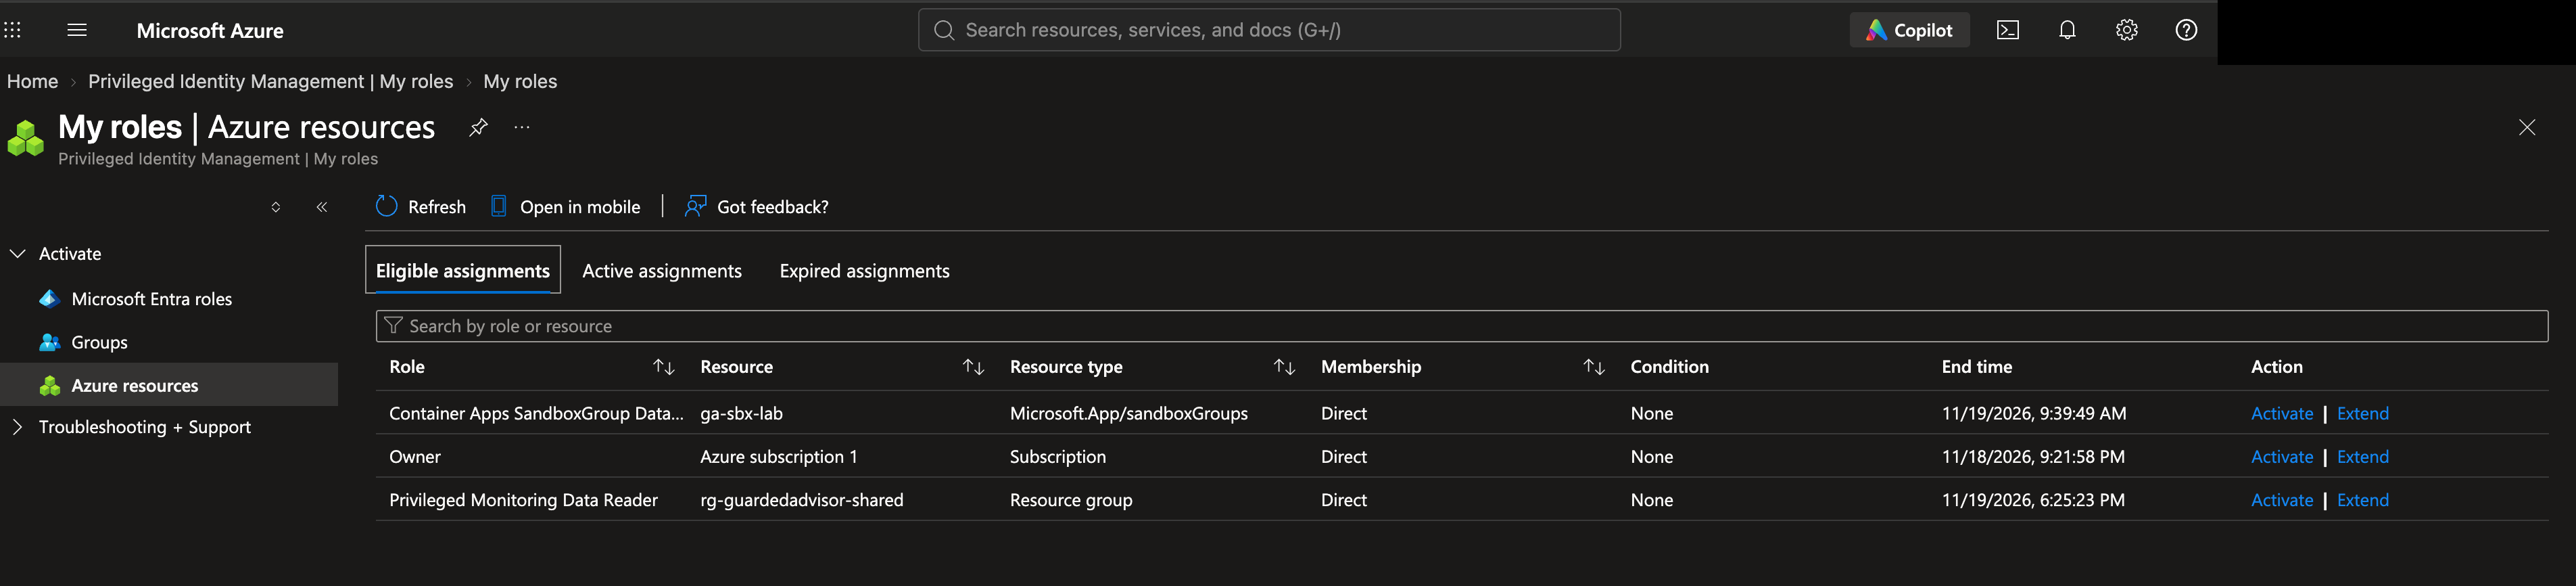 Microsoft Azure
Search resources, services, and docs (G+/)
Copilot
Home > Privileged Identity Management | My roles > My roles
My roles | Azure resources
Privileged Identity Management | My roles
Refresh Open in mobile | Got feedback?
Activate
Microsoft Entra roles
Groups
Azure resources
Troubleshooting + Support
Eligible assignments Active assignments Expired assignments
Search by role or resource
Role Resource Resource type Membership Condition End time Action
Container Apps SandboxGroup Data... ga-sbx-lab Microsoft.App/sandboxGroups Direct None 11/19/2026, 9:39:49 AM Activate | Extend
Owner Azure subscription 1 Subscription Direct None 11/18/2026, 9:21:58 PM Activate | Extend
Privileged Monitoring Data Reader rg-guardedadvisor-shared Resource group Direct None 11/19/2026, 6:25:23 PM Activate | Extend